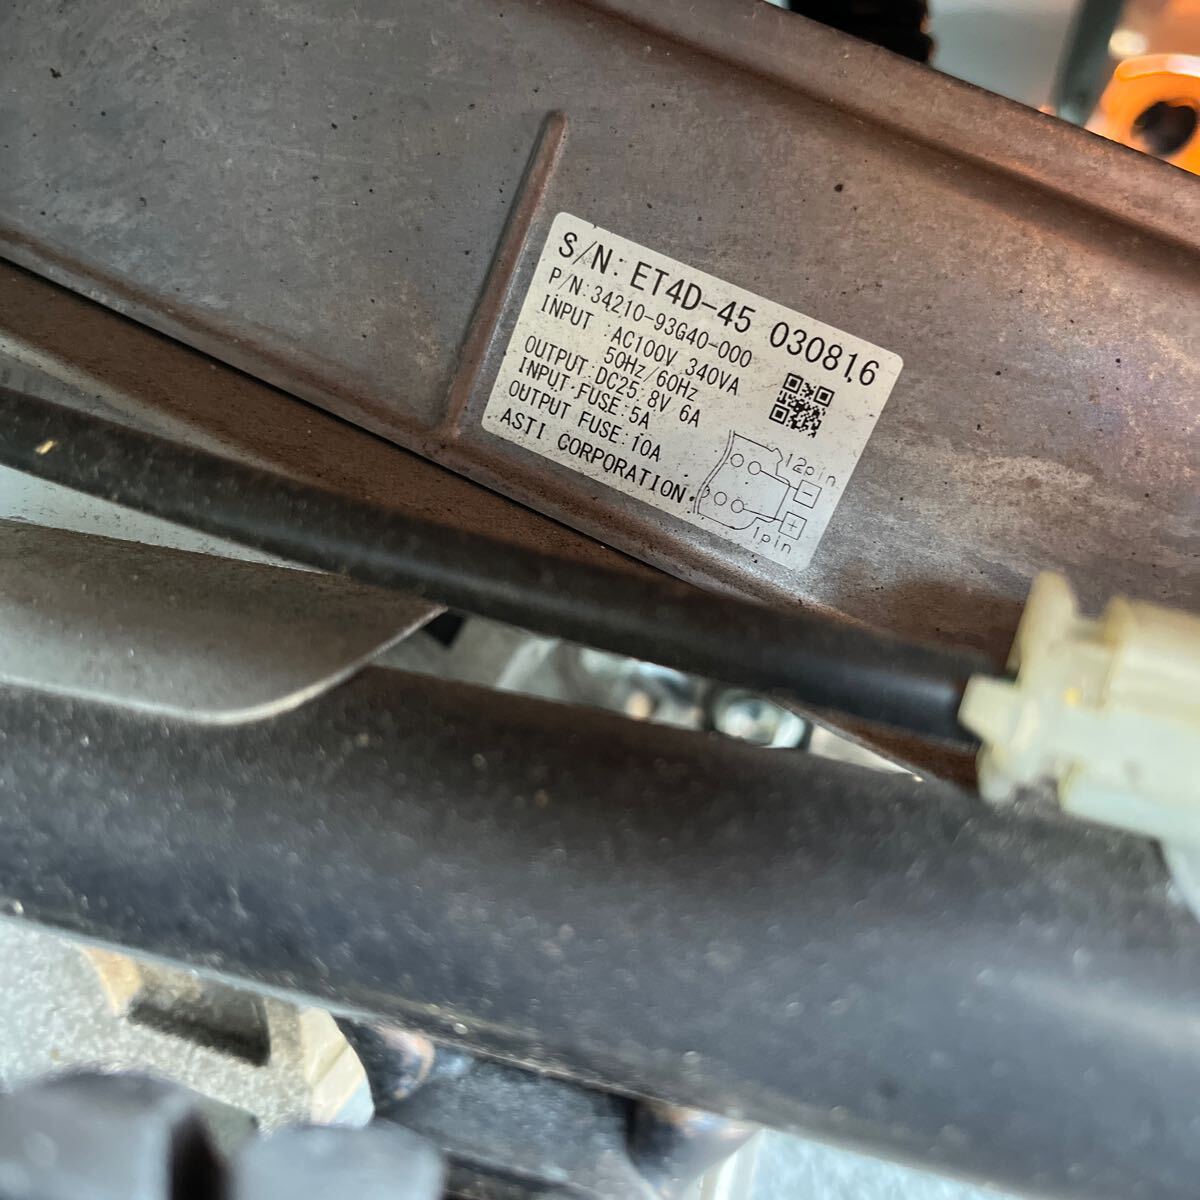 S/N: ET4D-45 030816
P/N:34210-93G40-000
INPUT :AC100V 340VA
50Hz/60Hz
OUTPUT:DC25.8V 6A
INPUT FUSE:5A
OUTPUT FUSE:10A
ASTI CORPORATION
12pin
-
+
1pin